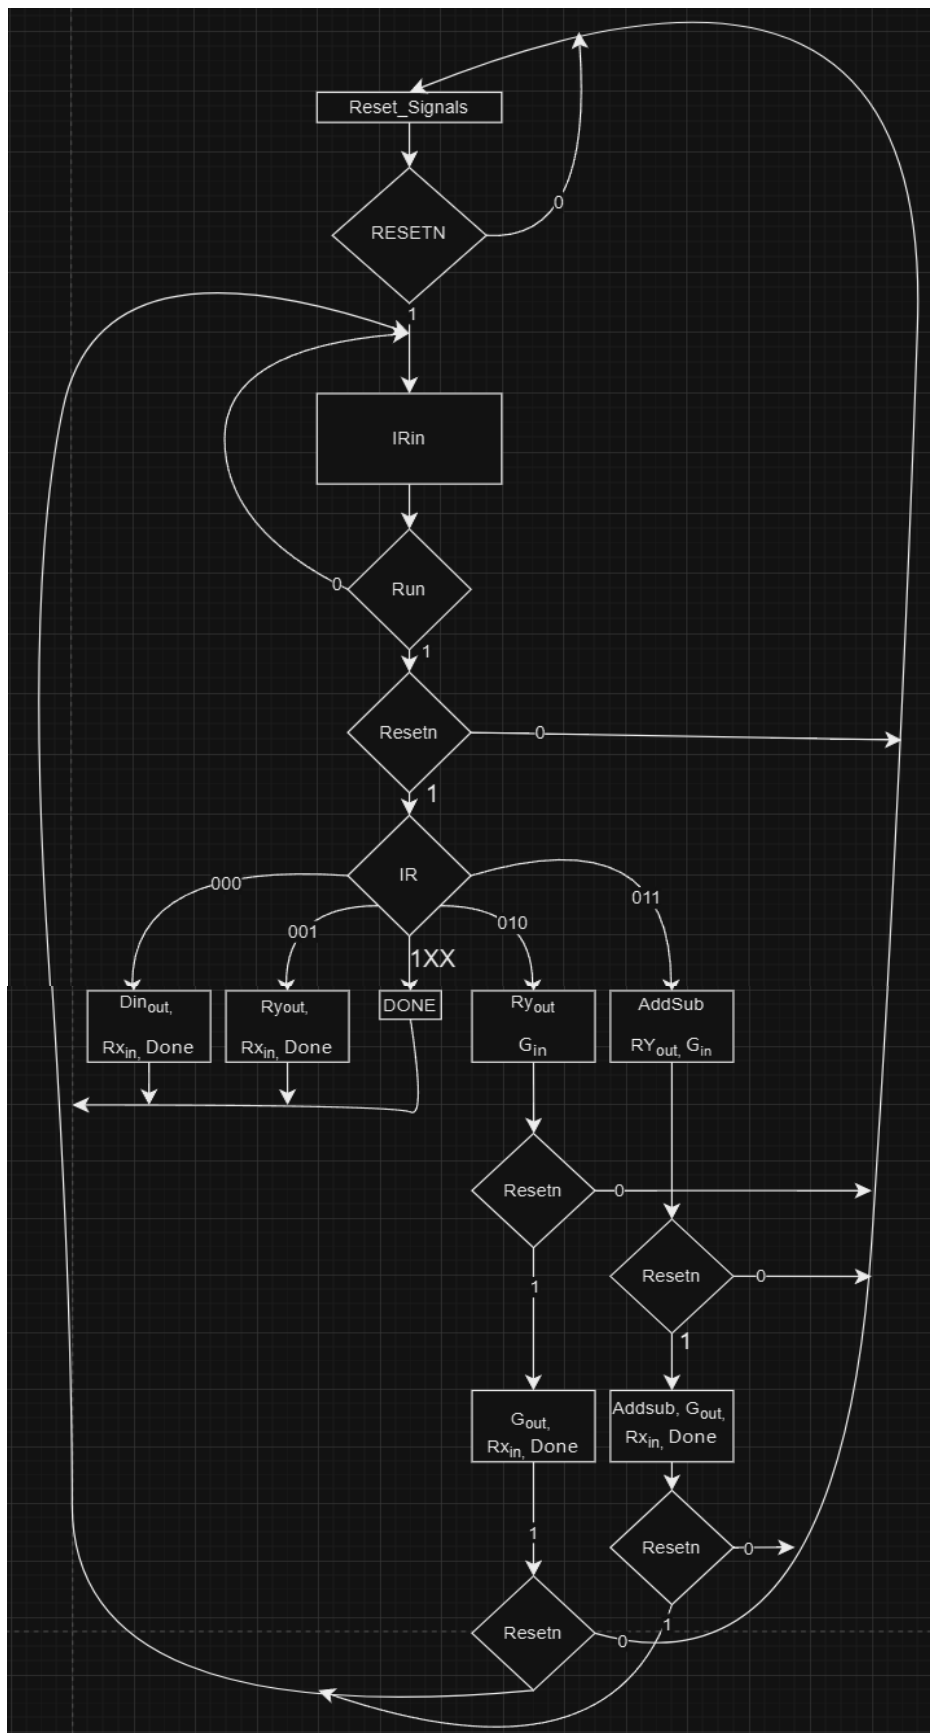 Reset_Signals
0
RESETN
1
IRin
0
Run
1
Resetn
0
1
IR
000
001
1XX
010
011
Dinout,
Rxin, Done
Ryout,
Rxin, Done
DONE
Ryout
Gin
AddSub
RYout, Gin
Resetn
0
Resetn
0
1
1
Gout,
Rxin, Done
Addsub, Gout,
Rxin, Done
1
Resetn
0
1
Resetn
0